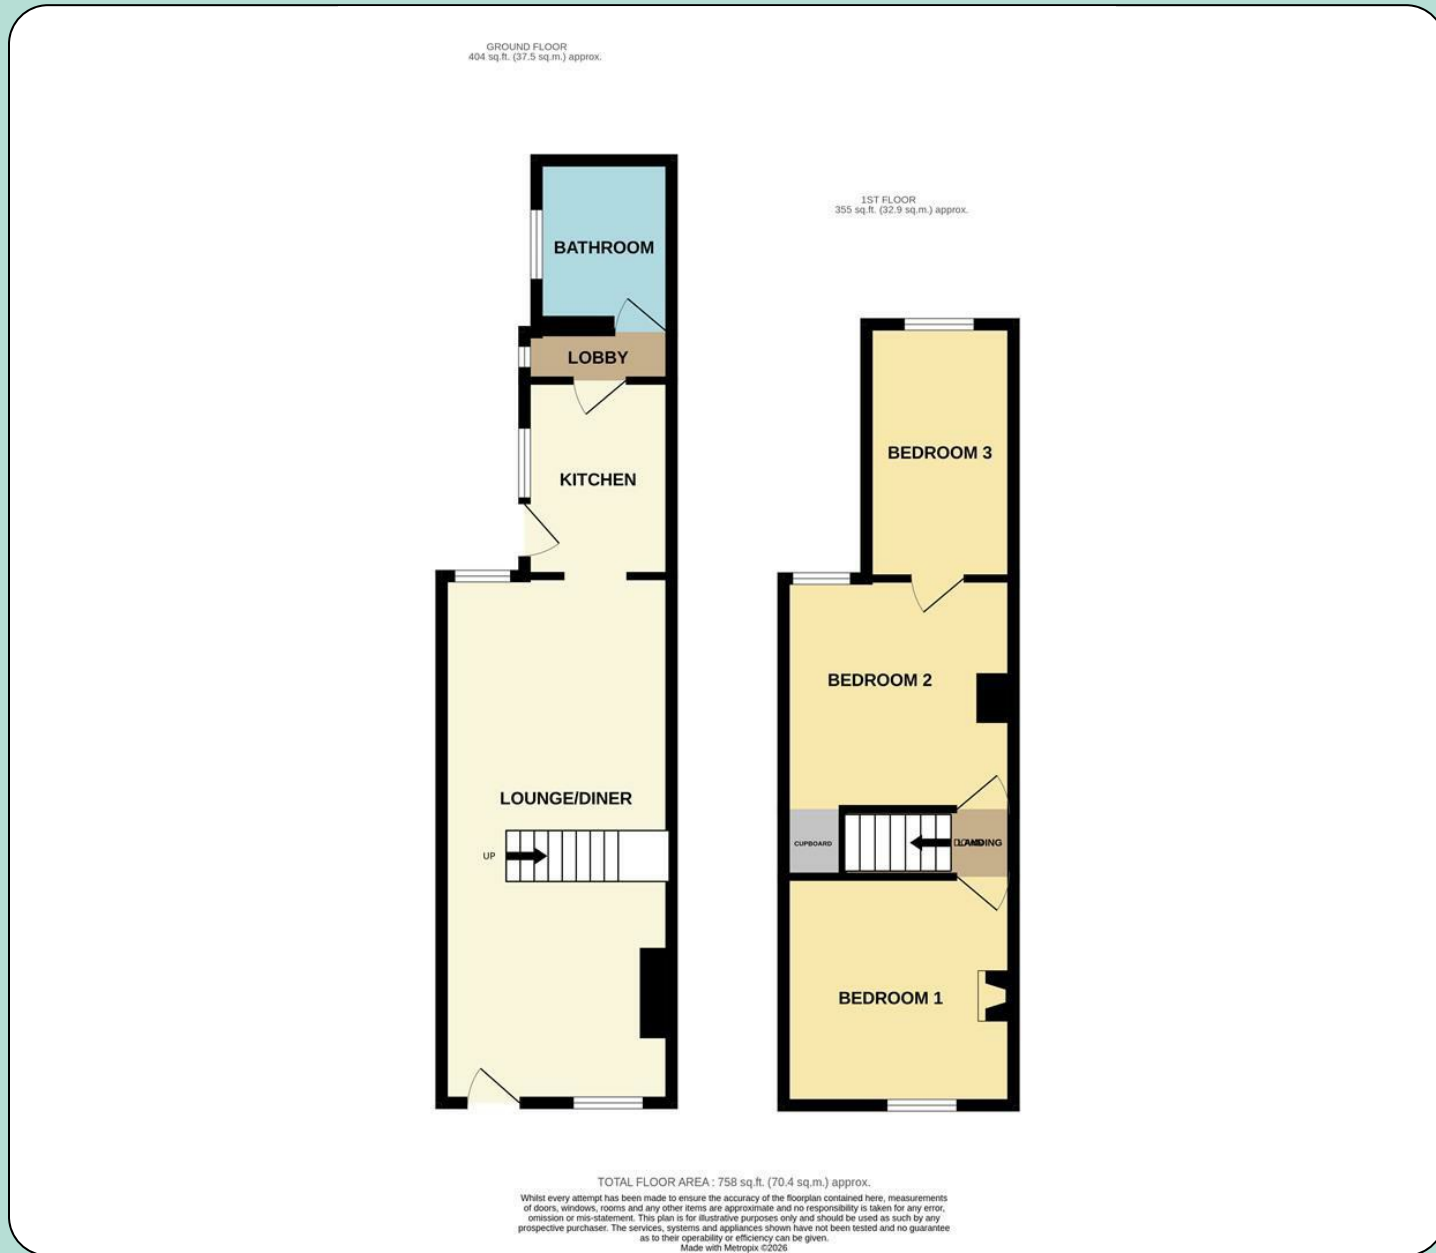 GROUND FLOOR
404 sq.ft. (37.5 sq.m.) approx.
1ST FLOOR
355 sq.ft. (32.9 sq.m.) approx.
BATHROOM
LOBBY
KITCHEN
LOUNGE/DINER
UP
BEDROOM 3
BEDROOM 2
CUPBOARD
LANDING
BEDROOM 1
TOTAL FLOOR AREA : 758 sq.ft. (70.4 sq.m.) approx.
Whilst every attempt has been made to ensure the accuracy of the floorplan contained here, measurements
of doors, windows, rooms and any other items are approximate and no responsibility is taken for any error,
omission or mis-statement. This plan is for illustrative purposes only and should be used as such by any
prospective purchaser. The services, systems and appliances shown have not been tested and no guarantee
as to their operability or efficiency can be given.
Made with Metropix ©2026